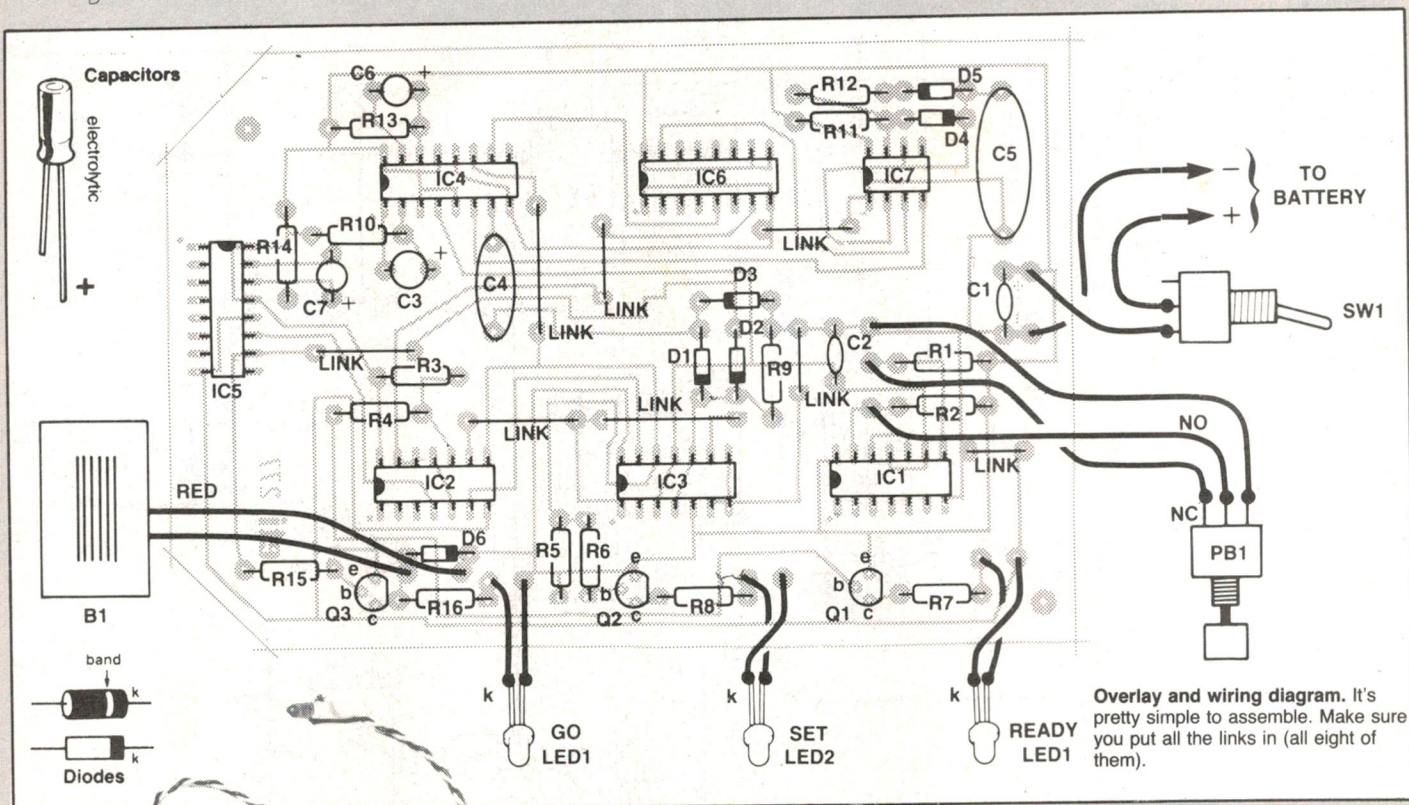 Capacitors
electrolytic
+
C6
+
R13
IC4
R12
R11
D5
D4
C5
IC6
IC7
R14
R10
C7
+
C3
+
C4
LINK
LINK
LINK
D3
D2
D1
R9
C2
C1
−
+
TO
BATTERY
SW1
IC5
LINK
R3
R4
LINK
LINK
LINK
R1
R2
LINK
NO
NC
PB1
IC2
IC3
IC1
RED
B1
D6
R15
e
b
c
Q3
R16
R5
R6
e
b
c
Q2
R8
e
b
c
Q1
R7
band
k
k
Diodes
k
GO
LED1
k
SET
LED2
k
READY
LED1
Overlay and wiring diagram. It's
pretty simple to assemble. Make sure
you put all the links in (all eight of
them).